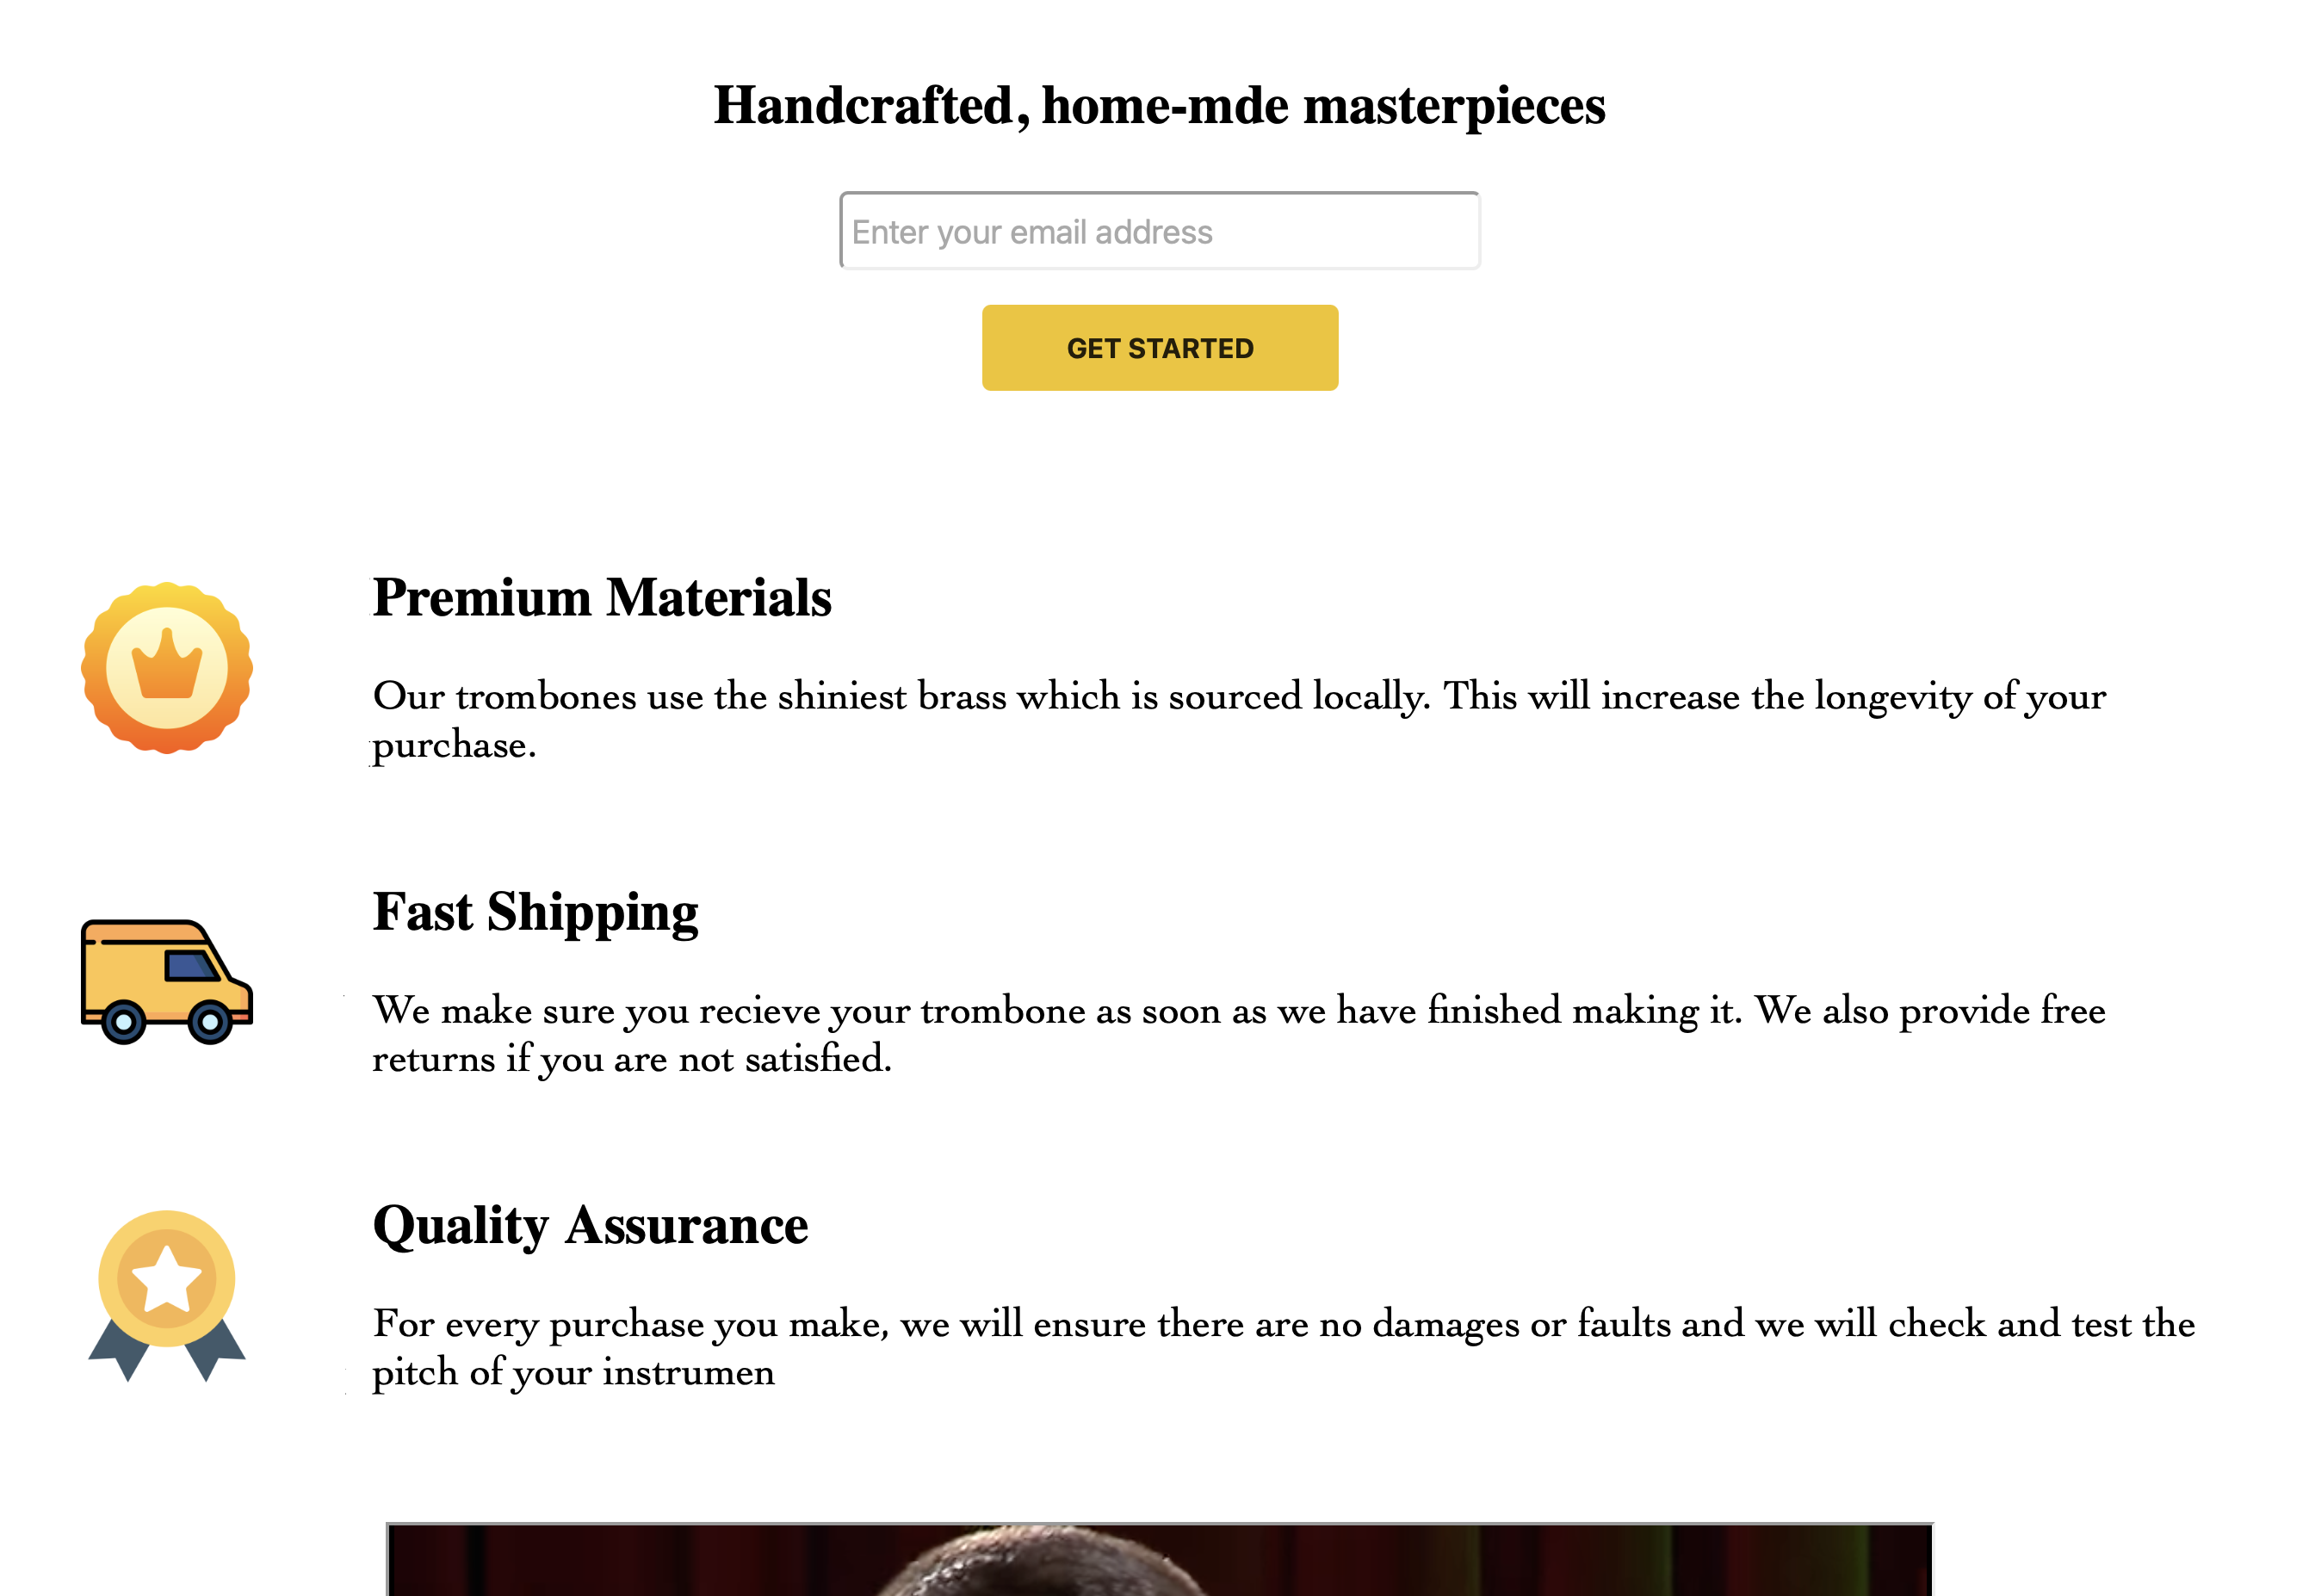 Handcrafted, home-mde masterpieces
Enter your email address
GET STARTED
Premium Materials
Our trombones use the shiniest brass which is sourced locally. This will increase the longevity of your
purchase.
Fast Shipping
We make sure you recieve your trombone as soon as we have finished making it. We also provide free
returns if you are not satisfied.
Quality Assurance
For every purchase you make, we will ensure there are no damages or faults and we will check and test the
pitch of your instrumen